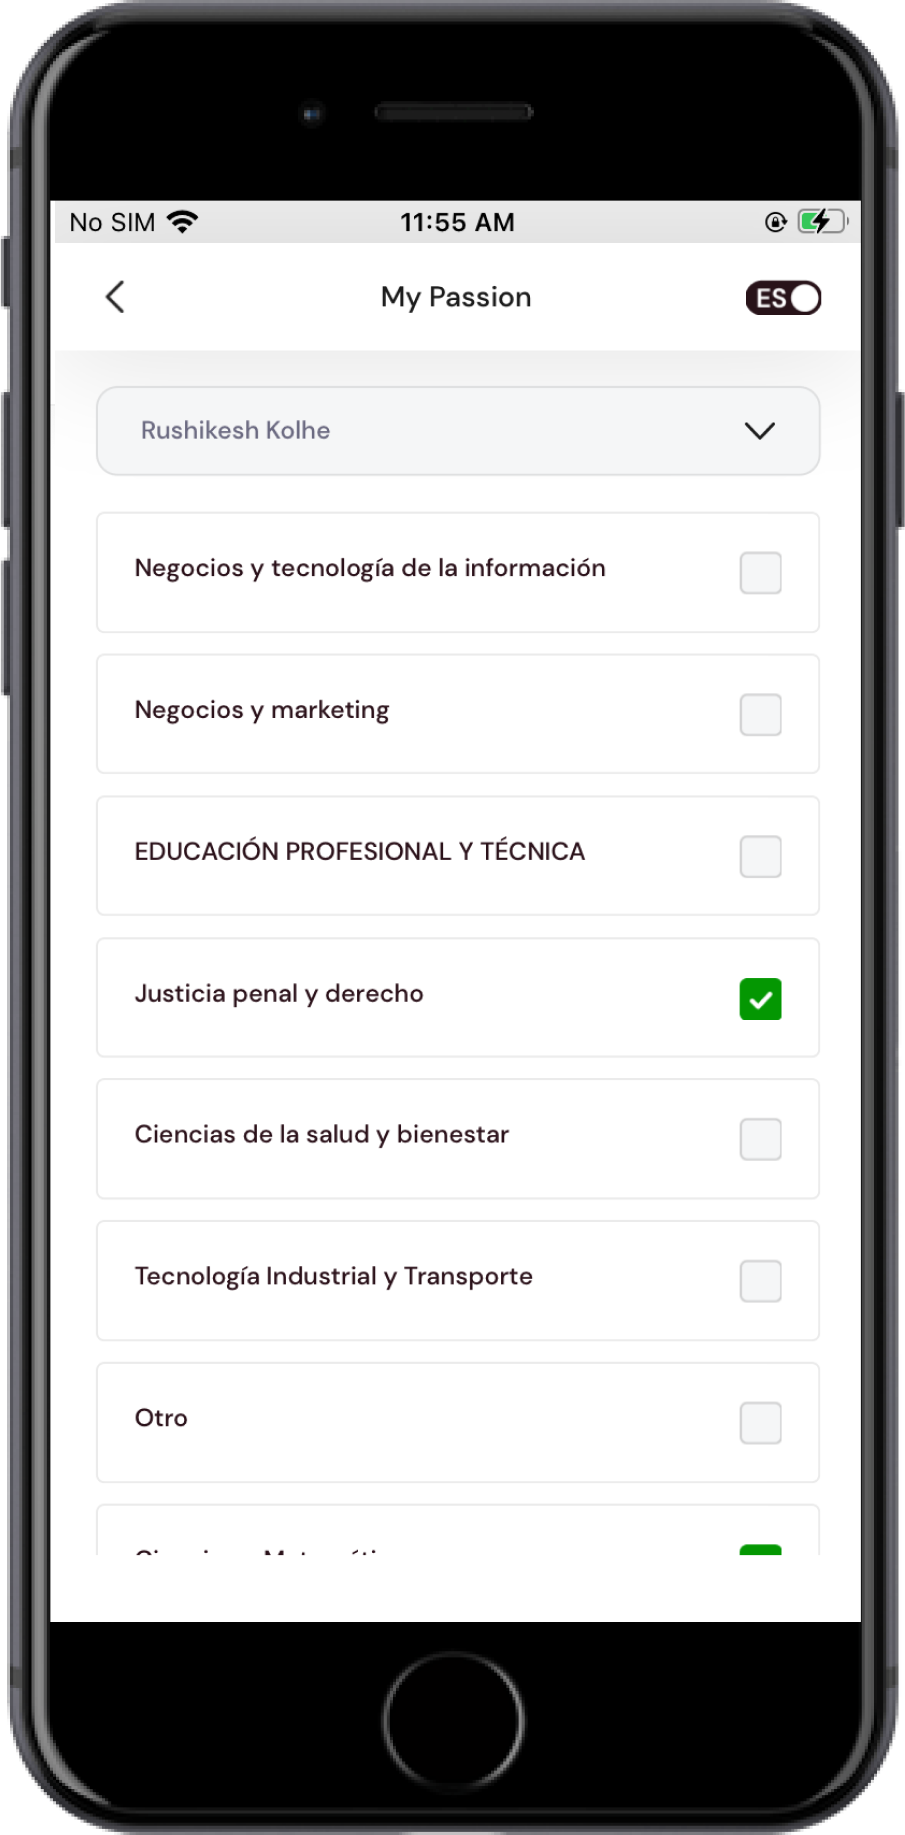 No SIM
11:55 AM
My Passion
ES
Rushikesh Kolhe
Negocios y tecnología de la información
Negocios y marketing
EDUCACIÓN PROFESIONAL Y TÉCNICA
Justicia penal y derecho
Ciencias de la salud y bienestar
Tecnología Industrial y Transporte
Otro